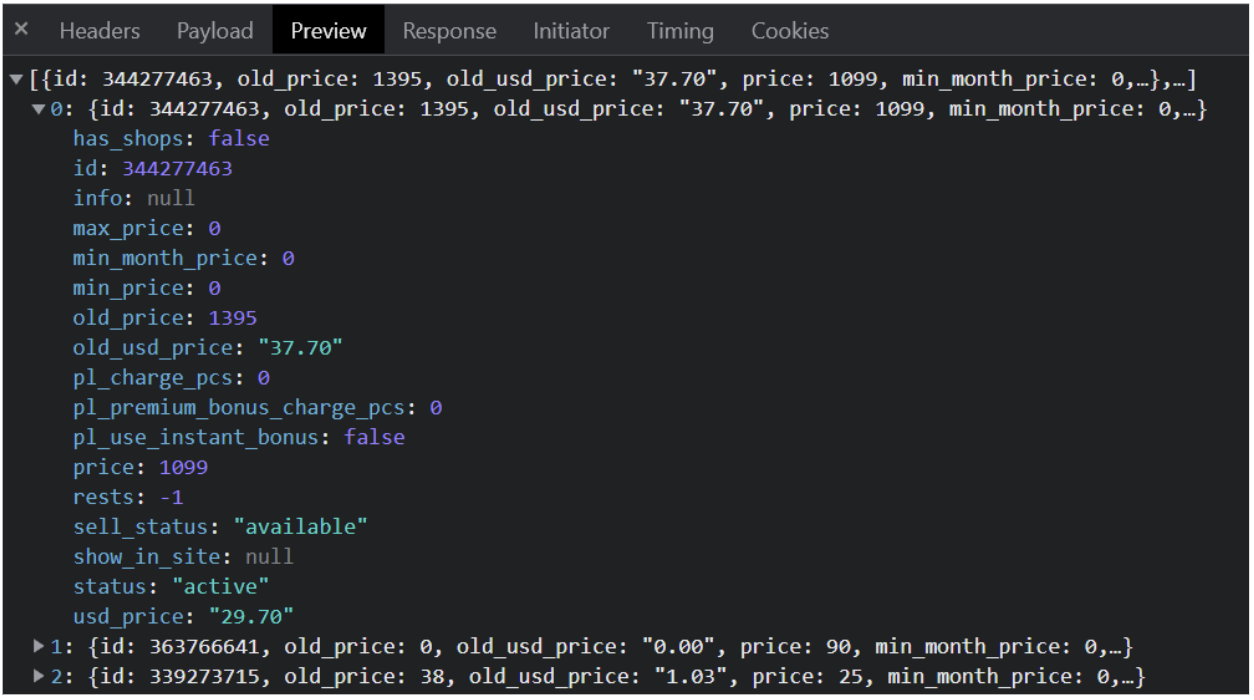 × Headers Payload Preview Response Initiator Timing Cookies
▼[{id: 344277463, old_price: 1395, old_usd_price: "37.70", price: 1099, min_month_price: 0,…},…]
▼0: {id: 344277463, old_price: 1395, old_usd_price: "37.70", price: 1099, min_month_price: 0,…}
has_shops: false
id: 344277463
info: null
max_price: 0
min_month_price: 0
min_price: 0
old_price: 1395
old_usd_price: "37.70"
pl_charge_pcs: 0
pl_premium_bonus_charge_pcs: 0
pl_use_instant_bonus: false
price: 1099
rests: -1
sell_status: "available"
show_in_site: null
status: "active"
usd_price: "29.70"
▶1: {id: 363766641, old_price: 0, old_usd_price: "0.00", price: 90, min_month_price: 0,…}
▶2: {id: 339273715, old_price: 38, old_usd_price: "1.03", price: 25, min_month_price: 0,…}